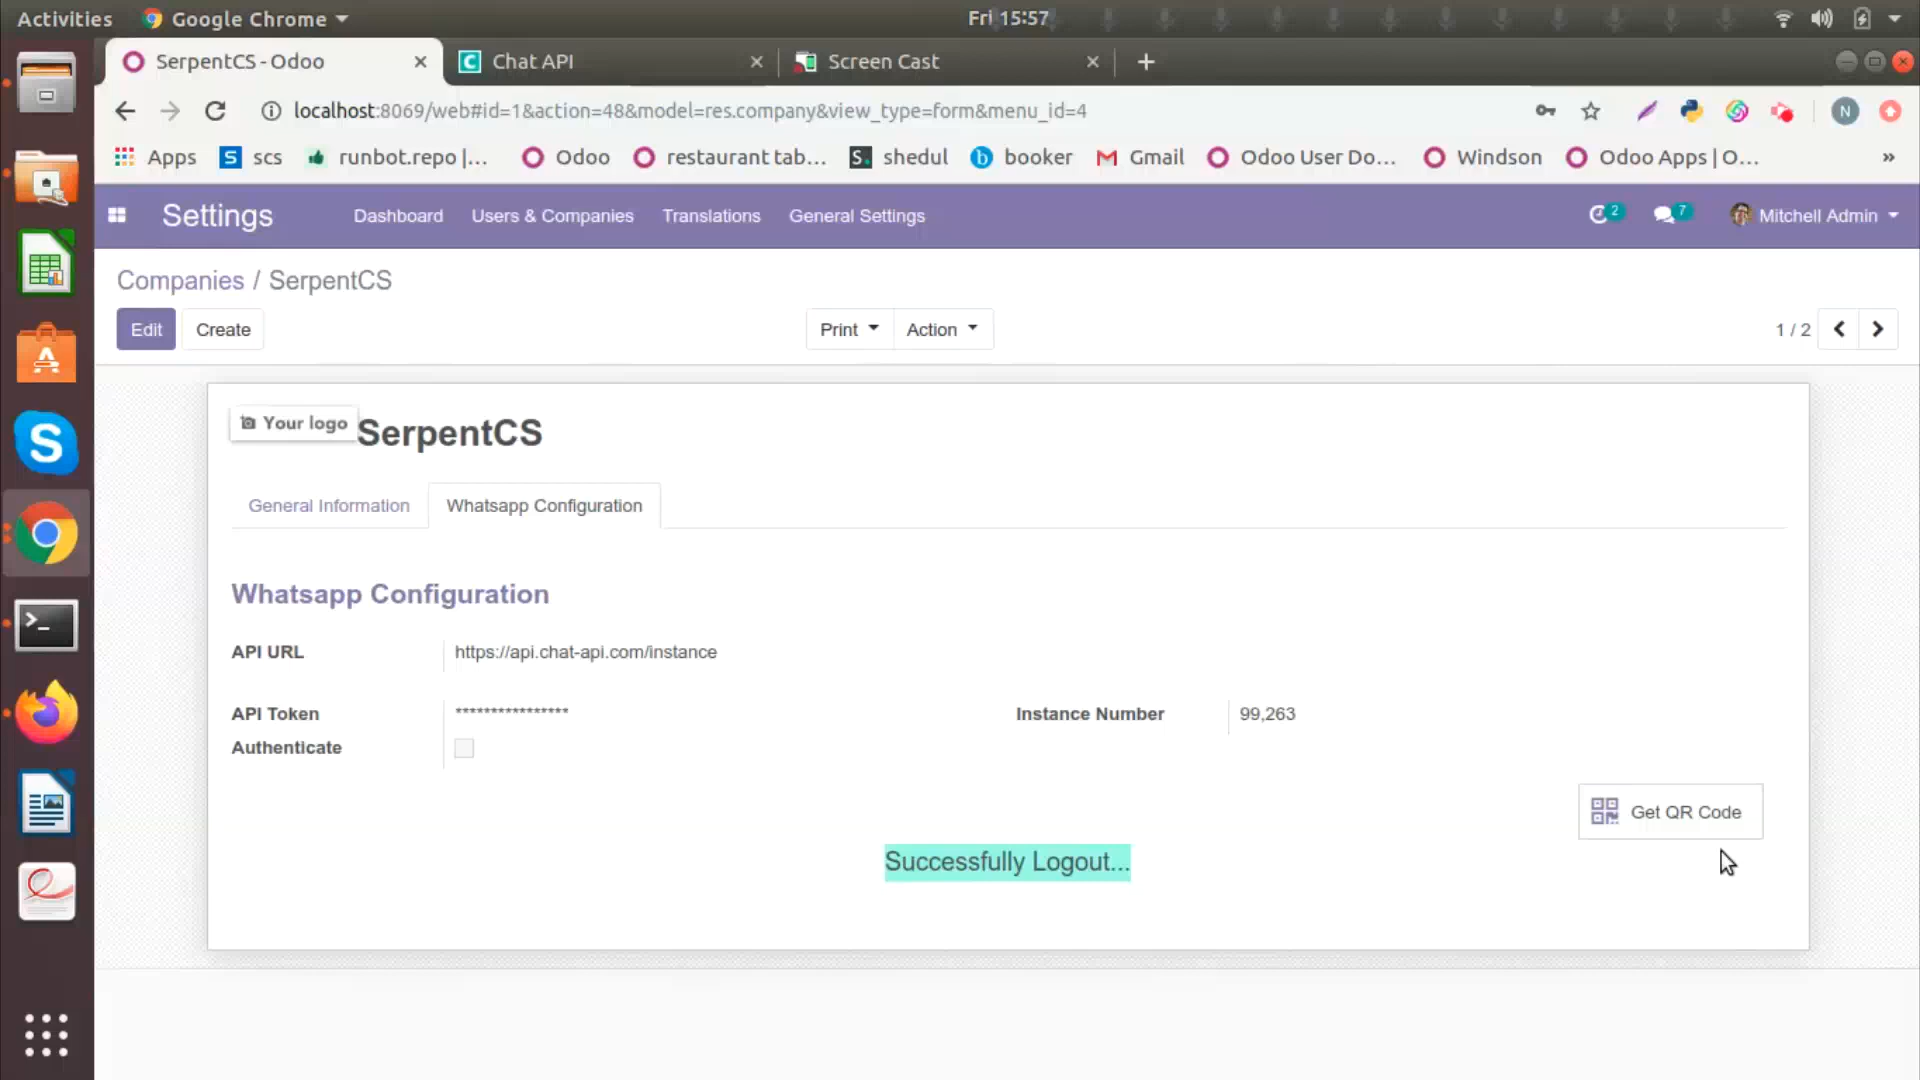 Activities Google Chrome Fri 15:57
SerpentCS - Odoo Chat API Screen Cast
localhost:8069/web#id=1&action=48&model=res.company&view_type=form&menu_id=4 N
Apps S scs runbot.repo |... Odoo restaurant tab... S. shedul b booker Gmail Odoo User Do... Windson Odoo Apps | O... »
Settings Dashboard Users & Companies Translations General Settings 2 7 Mitchell Admin
Companies / SerpentCS
Edit Create Print Action 1 / 2
Your logo SerpentCS
General Information Whatsapp Configuration
Whatsapp Configuration
API URL https://api.chat-api.com/instance
API Token **************** Instance Number 99,263
Authenticate
Get QR Code
Successfully Logout...